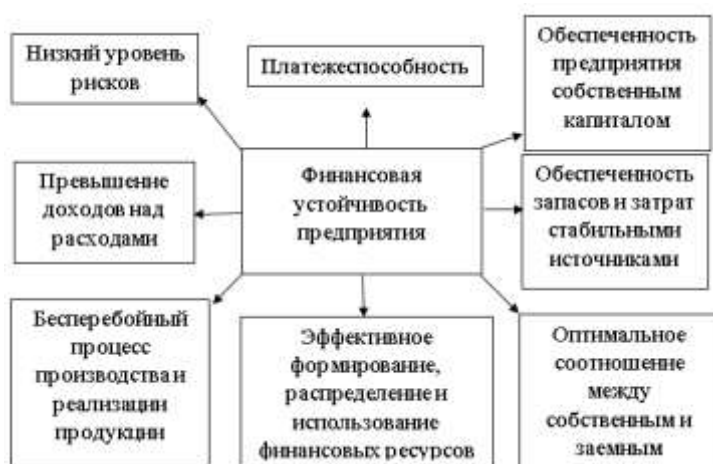 Низкий уровень
рисков
Платежеспособность
Обеспеченность
предприятия
собственным
капиталом
Превышение
доходов над
расходами
Финансовая
устойчивость
предприятия
Обеспеченность
запасов и затрат
стабильными
источниками
Бесперебойный
процесс
производства и
реализации
продукции
Эффективное
формирование,
распределение и
использование
финансовых ресурсов
Оптимальное
соотношение
между
собственным и
заемным